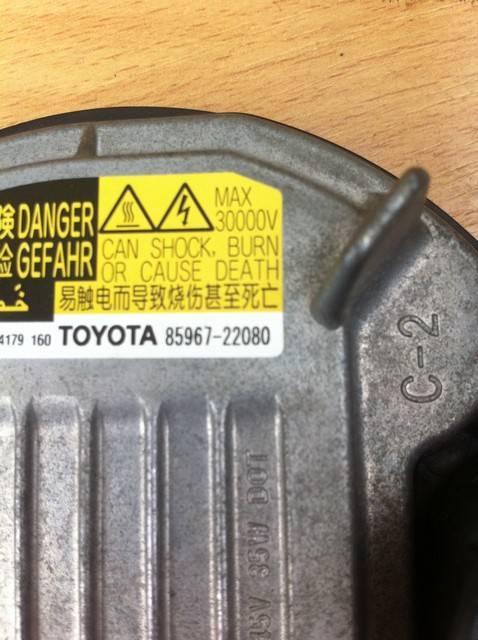 険 DANGER
险 GEFAHR
MAX
30000V
CAN SHOCK, BURN
OR CAUSE DEATH
易触电而导致烧伤甚至死亡
4179 160 TOYOTA 85967-22080
C-2
35W DOT